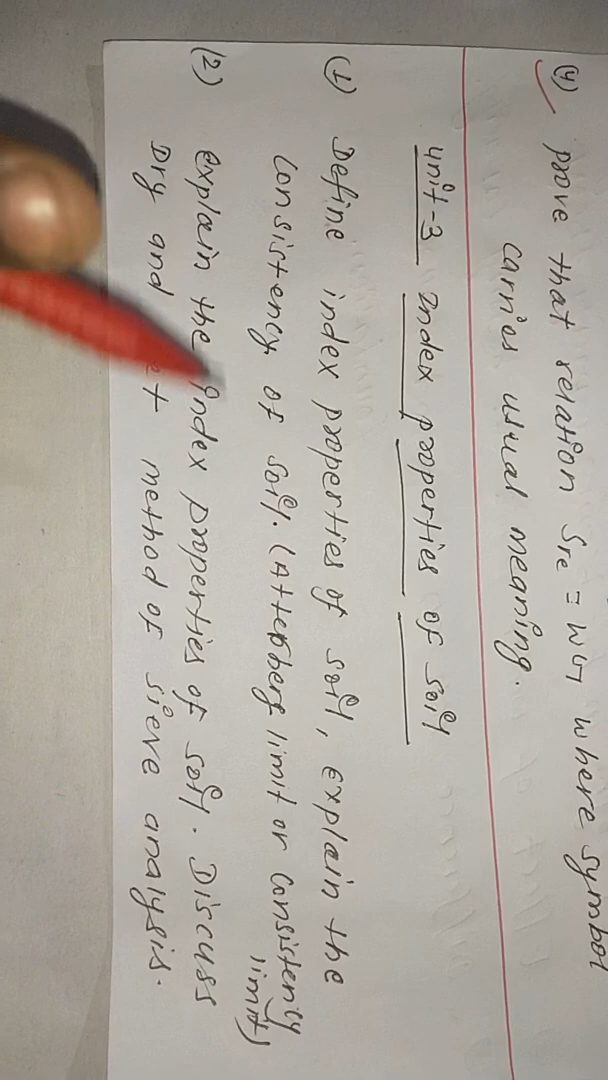 (4) prove that relation Sre = wG where symbol
carries usual meaning.
unit-3 Index properties of soil
(1) Define index properties of soil, explain the
consistency of soil. (Atterberg limit or consistency
limit)
(2) explain the index properties of soil. Discuss
Dry and method of sieve analysis.